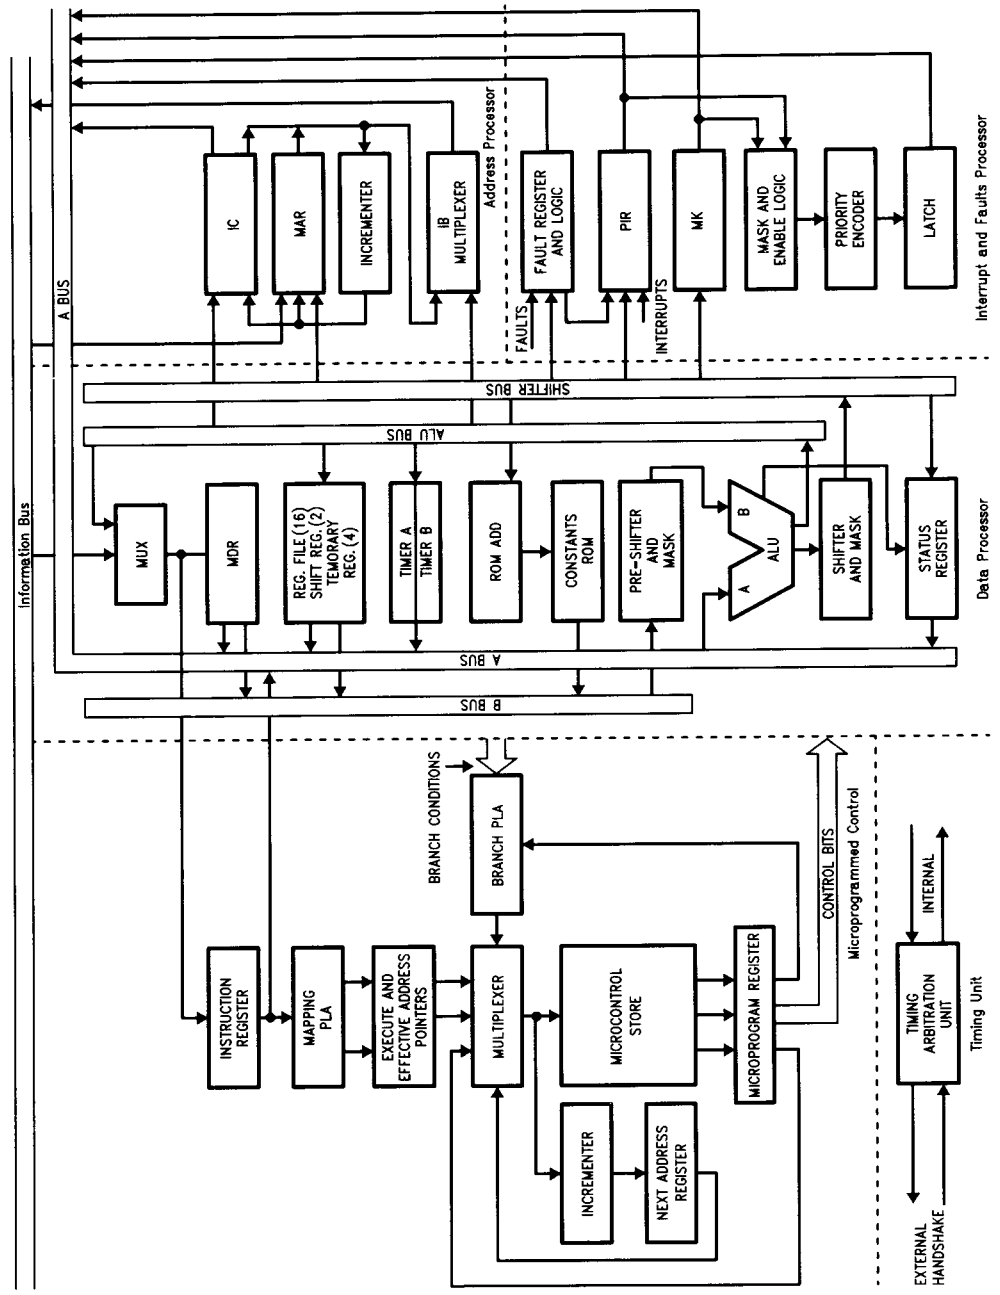 Information Bus
A BUS
IC
MAR
INCREMENTER
IB
MULTIPLEXER
Address Processor
FAULTS
FAULT REGISTER
AND LOGIC
PIR
INTERRUPTS
MK
MASK AND
ENABLE LOGIC
PRIORITY
ENCODER
LATCH
Interrupt and Faults Processor
SHIFTER BUS
ALU BUS
MUX
MDR
REG. FILE (16)
SHIFT REG. (2)
TEMORARY
REG. (4)
TIMER A
TIMER B
ROM ADD
CONSTANTS
ROM
PRE-SHIFTER
AND
MASK
A
B
ALU
SHIFTER
AND MASK
STATUS
REGISTER
Data Processor
A BUS
B BUS
BRANCH CONDITIONS
BRANCH PLA
INSTRUCTION
REGISTER
MAPPING
PLA
EXECUTE AND
EFFECTIVE ADDRESS
POINTERS
MULTIPLEXER
MICROCONTROL
STORE
MICROPROGRAM REGISTER
CONTROL BITS
Microprogrammed Control
INCREMENTER
NEXT ADDRESS
REGISTER
TIMING
ARBITRATION
UNIT
INTERNAL
EXTERNAL
HANDSHAKE
Timing Unit